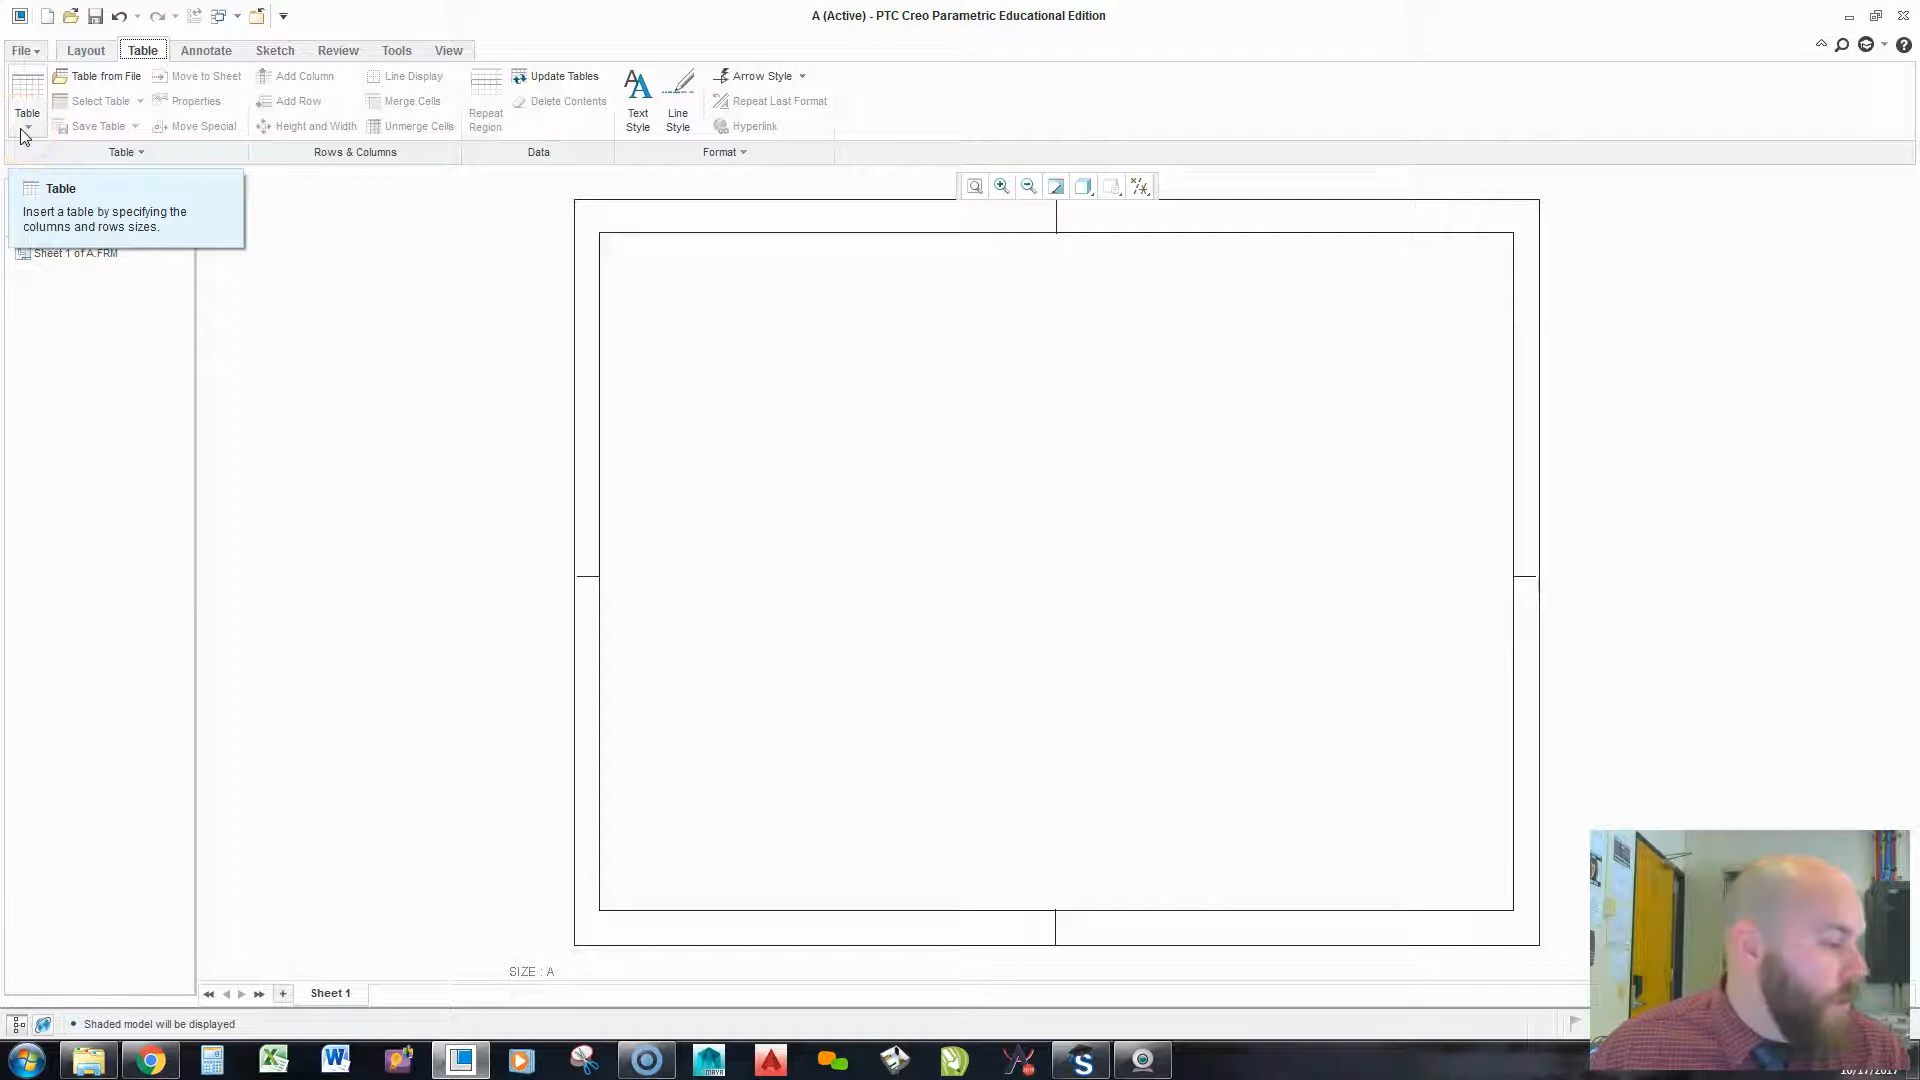 A (Active) - PTC Creo Parametric Educational Edition
File Layout Table Annotate Sketch Review Tools View
Table
Table from File
Select Table
Save Table
Move to Sheet
Properties
Move Special
Add Column
Add Row
Height and Width
Line Display
Merge Cells
Unmerge Cells
Repeat
Region
Update Tables
Delete Contents
Text
Style
Line
Style
Arrow Style
Repeat Last Format
Hyperlink
Table Rows & Columns Data Format
Table
Insert a table by specifying the
columns and rows sizes.
Sheet 1 of A.FRM
SIZE : A
Sheet 1
Shaded model will be displayed
10/17/2017